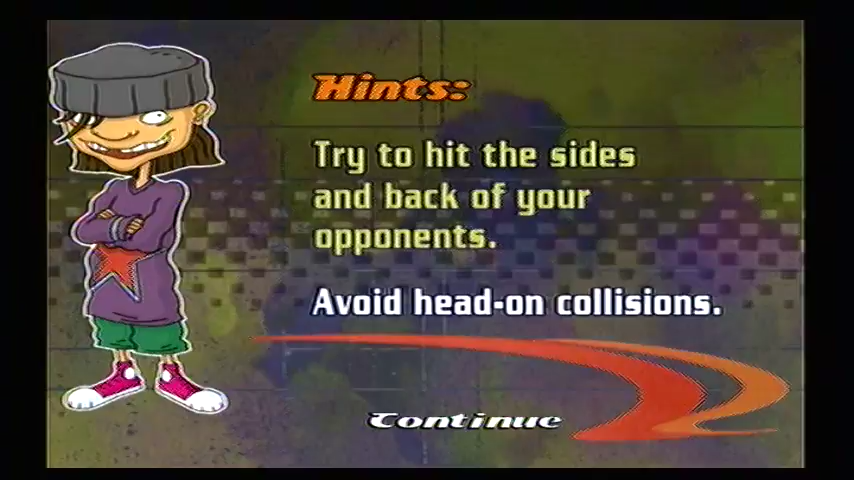 Hints:
Try to hit the sides
and back of your
opponents.
Avoid head-on collisions.
Continue